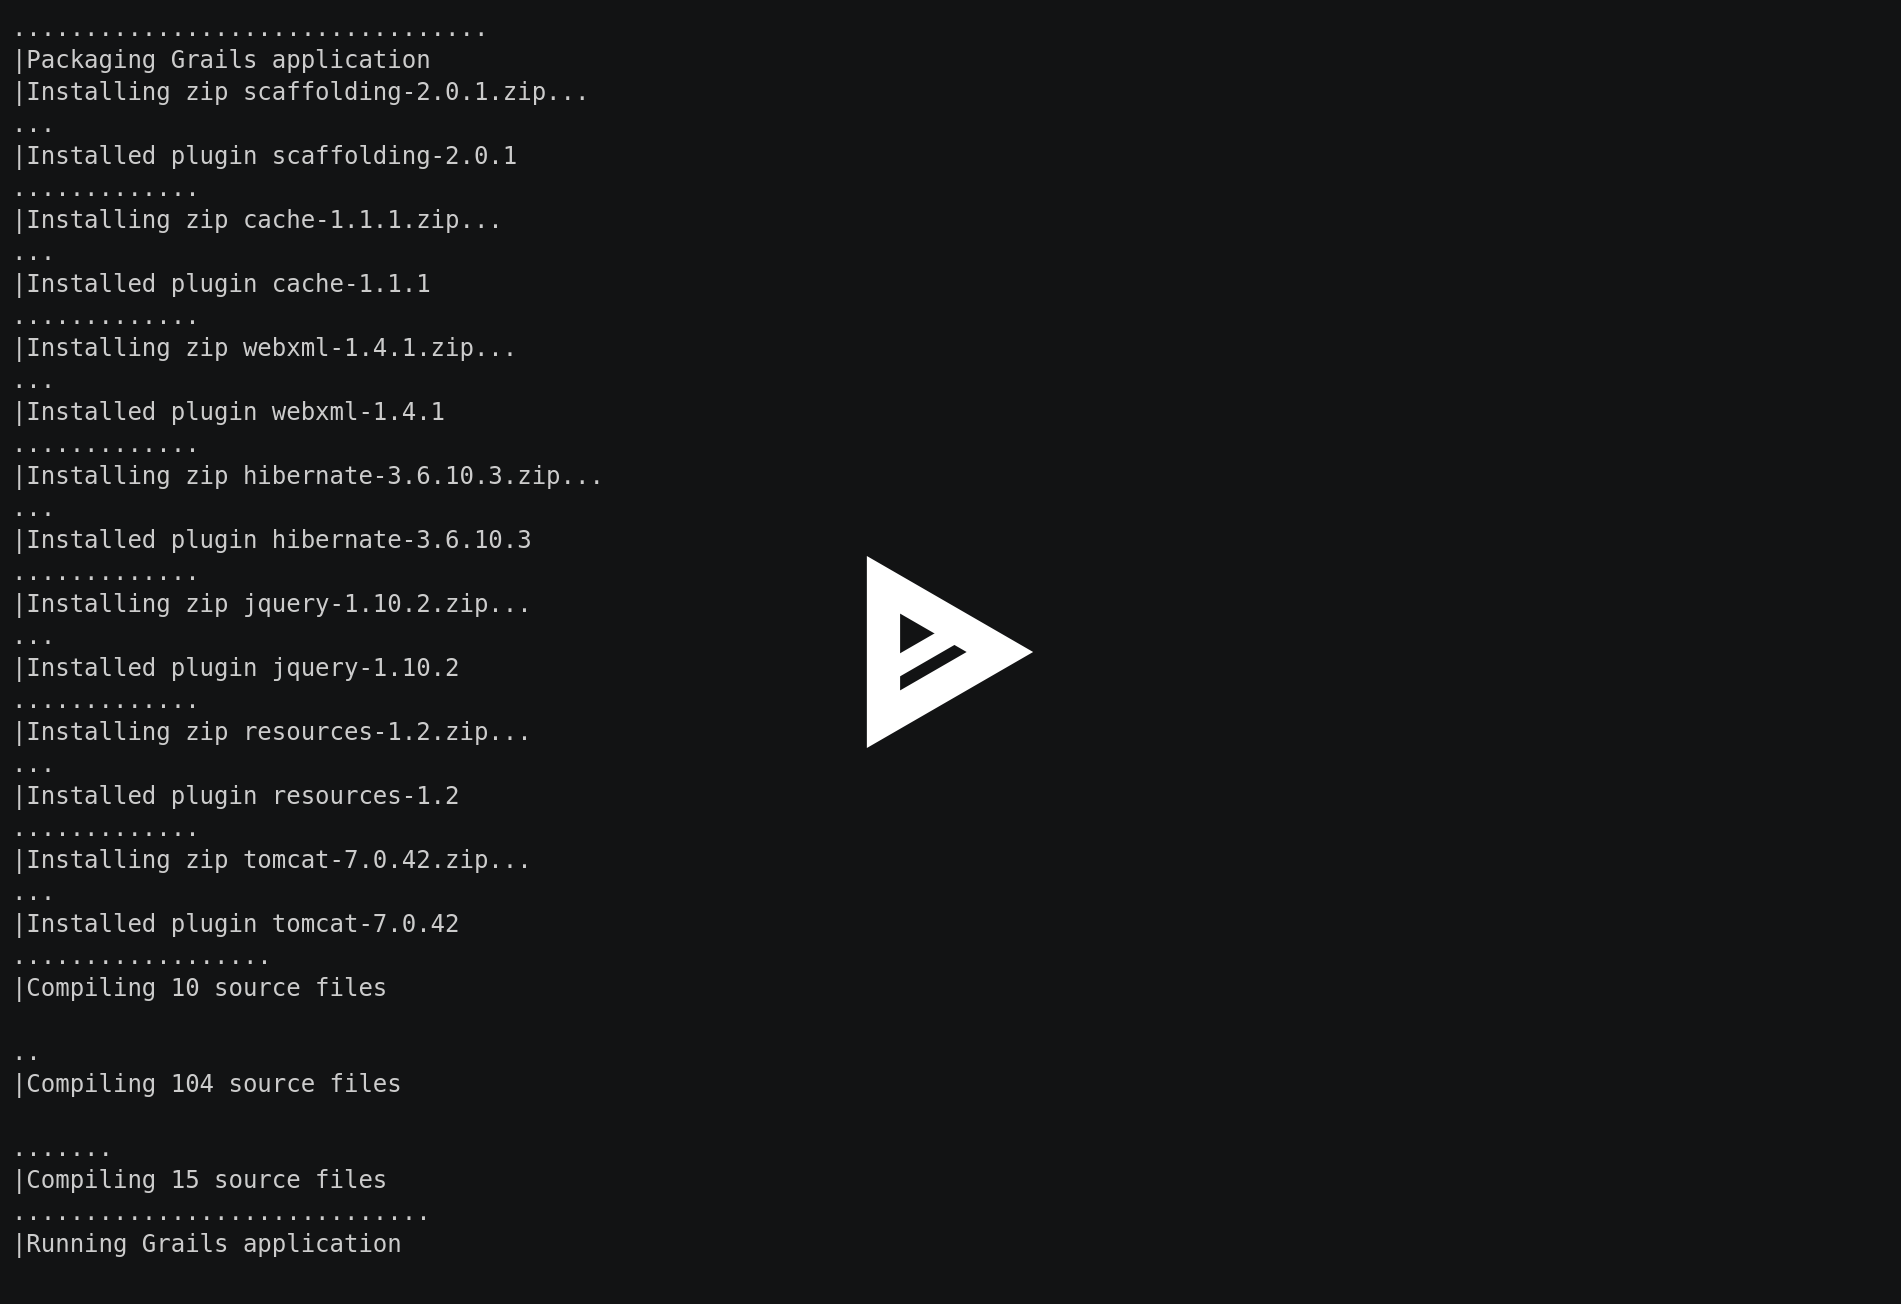 .................................
|Packaging Grails application
|Installing zip scaffolding-2.0.1.zip...
...
|Installed plugin scaffolding-2.0.1
.............
|Installing zip cache-1.1.1.zip...
...
|Installed plugin cache-1.1.1
.............
|Installing zip webxml-1.4.1.zip...
...
|Installed plugin webxml-1.4.1
.............
|Installing zip hibernate-3.6.10.3.zip...
...
|Installed plugin hibernate-3.6.10.3
.............
|Installing zip jquery-1.10.2.zip...
...
|Installed plugin jquery-1.10.2
.............
|Installing zip resources-1.2.zip...
...
|Installed plugin resources-1.2
.............
|Installing zip tomcat-7.0.42.zip...
...
|Installed plugin tomcat-7.0.42
..................
|Compiling 10 source files

..
|Compiling 104 source files

.......
|Compiling 15 source files
.............................
|Running Grails application